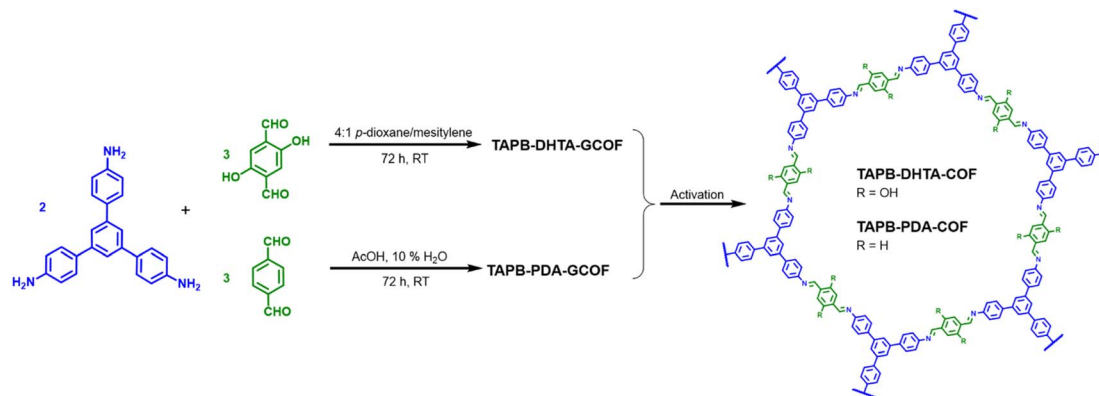 NH₂
2
H₂N
NH₂
+
3
CHO
OH
HO
CHO
3
CHO
CHO
4:1 p-dioxane/mesitylene
72 h, RT
TAPB-DHTA-GCOF
AcOH, 10 % H₂O
72 h, RT
TAPB-PDA-GCOF
Activation
TAPB-DHTA-COF
R = OH
TAPB-PDA-COF
R = H
N
R
R
N
N
R
R
N
N
R
R
N
N
R
R
N
N
R
R
N
N
R
R
N